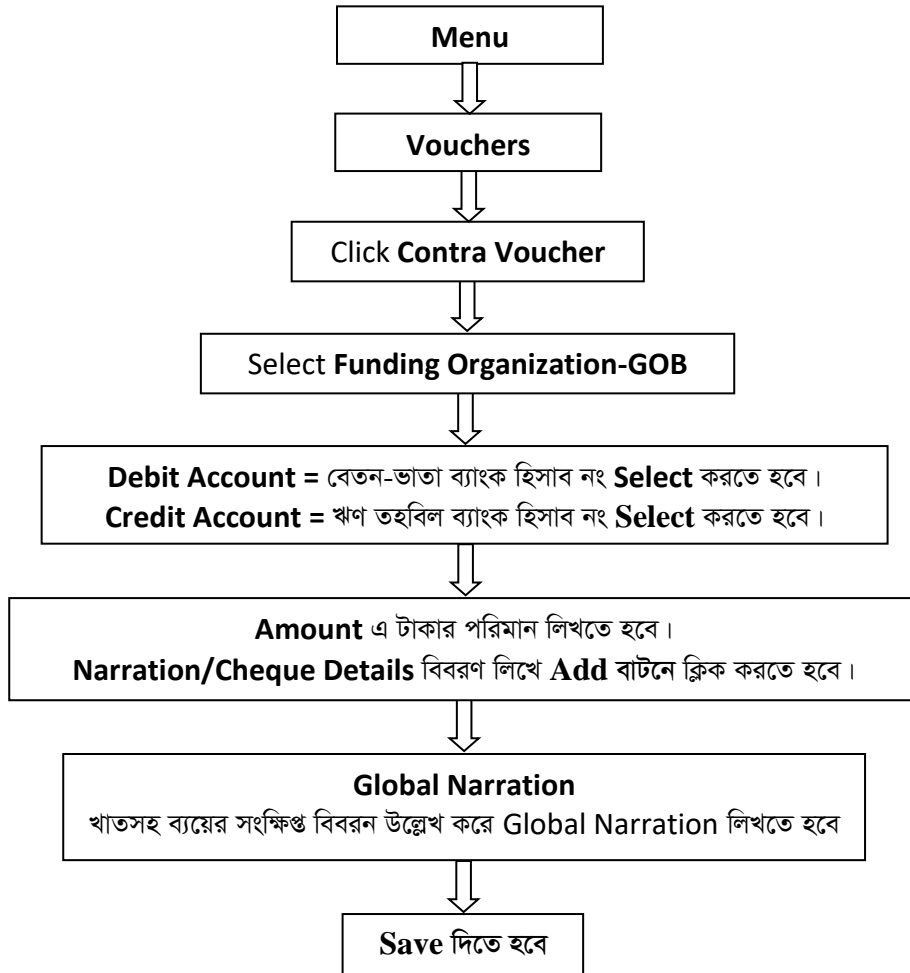 Menu
Vouchers
Click Contra Voucher
Select Funding Organization-GOB
Debit Account = বেতন-ভাতা ব্যাংক হিসাব নং Select করতে হবে।
Credit Account = ঋণ তহবিল ব্যাংক হিসাব নং Select করতে হবে।
Amount এ টাকার পরিমান লিখতে হবে।
Narration/Cheque Details বিবরণ লিখে Add বাটনে ক্লিক করতে হবে।
Global Narration
খাতসহ ব্যয়ের সংক্ষিপ্ত বিবরন উল্লেখ করে Global Narration লিখতে হবে
Save দিতে হবে